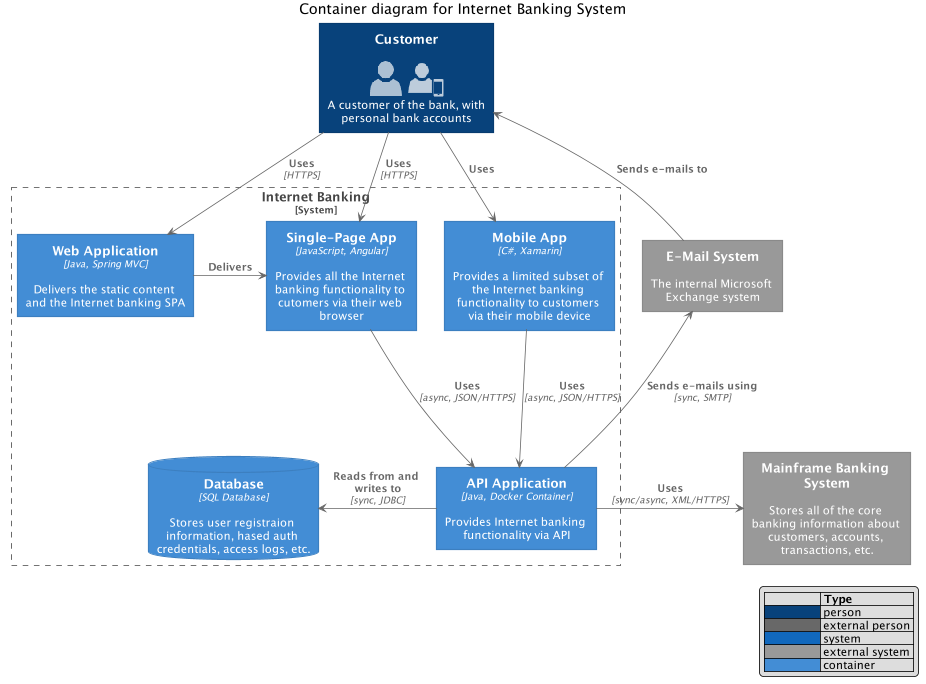 Container diagram for Internet Banking System
Customer
A customer of the bank, with
personal bank accounts
Uses
[HTTPS]
Uses
[HTTPS]
Uses
Sends e-mails to
Internet Banking
[System]
Web Application
[Java, Spring MVC]
Delivers the static content
and the Internet banking SPA
Delivers
Single-Page App
[JavaScript, Angular]
Provides all the Internet
banking functionality to
cutomers via their web
browser
Mobile App
[C#, Xamarin]
Provides a limited subset of
the Internet banking
functionality to customers
via their mobile device
E-Mail System
The internal Microsoft
Exchange system
Uses
[async, JSON/HTTPS]
Uses
[async, JSON/HTTPS]
Sends e-mails using
[sync, SMTP]
Database
[SQL Database]
Stores user registraion
information, hased auth
credentials, access logs, etc.
Reads from and
writes to
[sync, JDBC]
API Application
[Java, Docker Container]
Provides Internet banking
functionality via API
Uses
[sync/async, XML/HTTPS]
Mainframe Banking
System
Stores all of the core
banking information about
customers, accounts,
transactions, etc.
Type
person
external person
system
external system
container